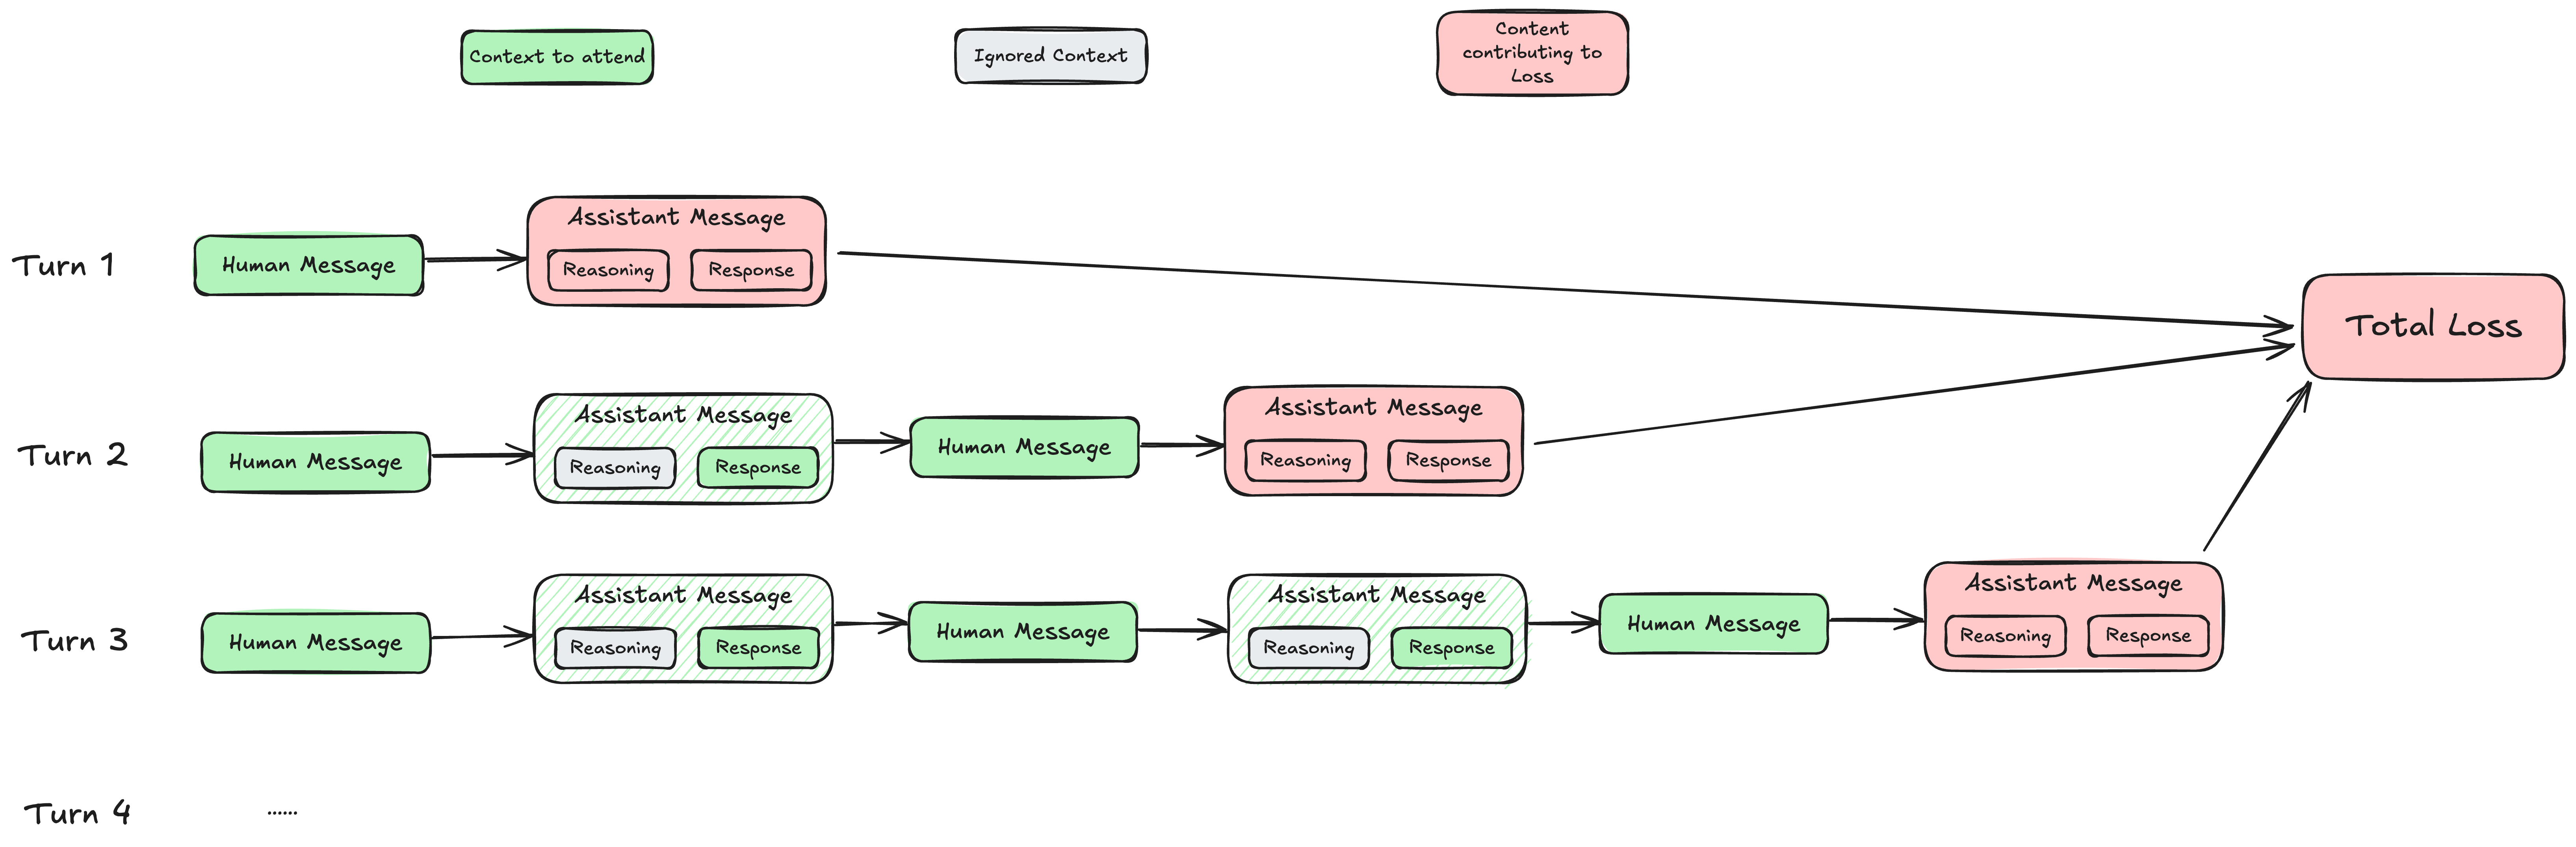 Context to attend
Ignored Context
Content
contributing to
Loss
Turn 1
Human Message
Assistant Message
Reasoning
Response
Total Loss
Turn 2
Human Message
Assistant Message
Reasoning
Response
Human Message
Assistant Message
Reasoning
Response
Turn 3
Human Message
Assistant Message
Reasoning
Response
Human Message
Assistant Message
Reasoning
Response
Human Message
Assistant Message
Reasoning
Response
Turn 4
......